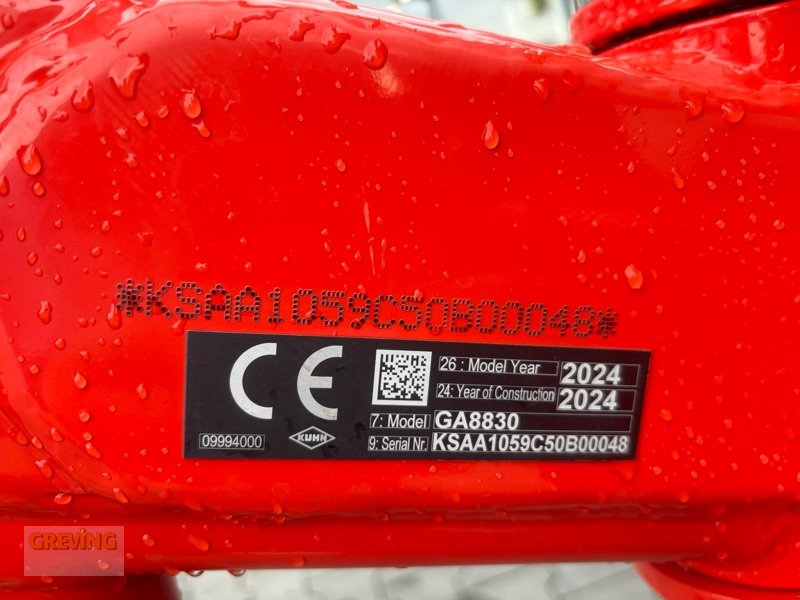 *KSAA1059C50B00048*
CE
26 : Model Year 2024
24: Year of Construction 2024
7: Model GA8830
9: Serial Nr. KSAA1059C50B00048
09994000
KUHN
GREVING